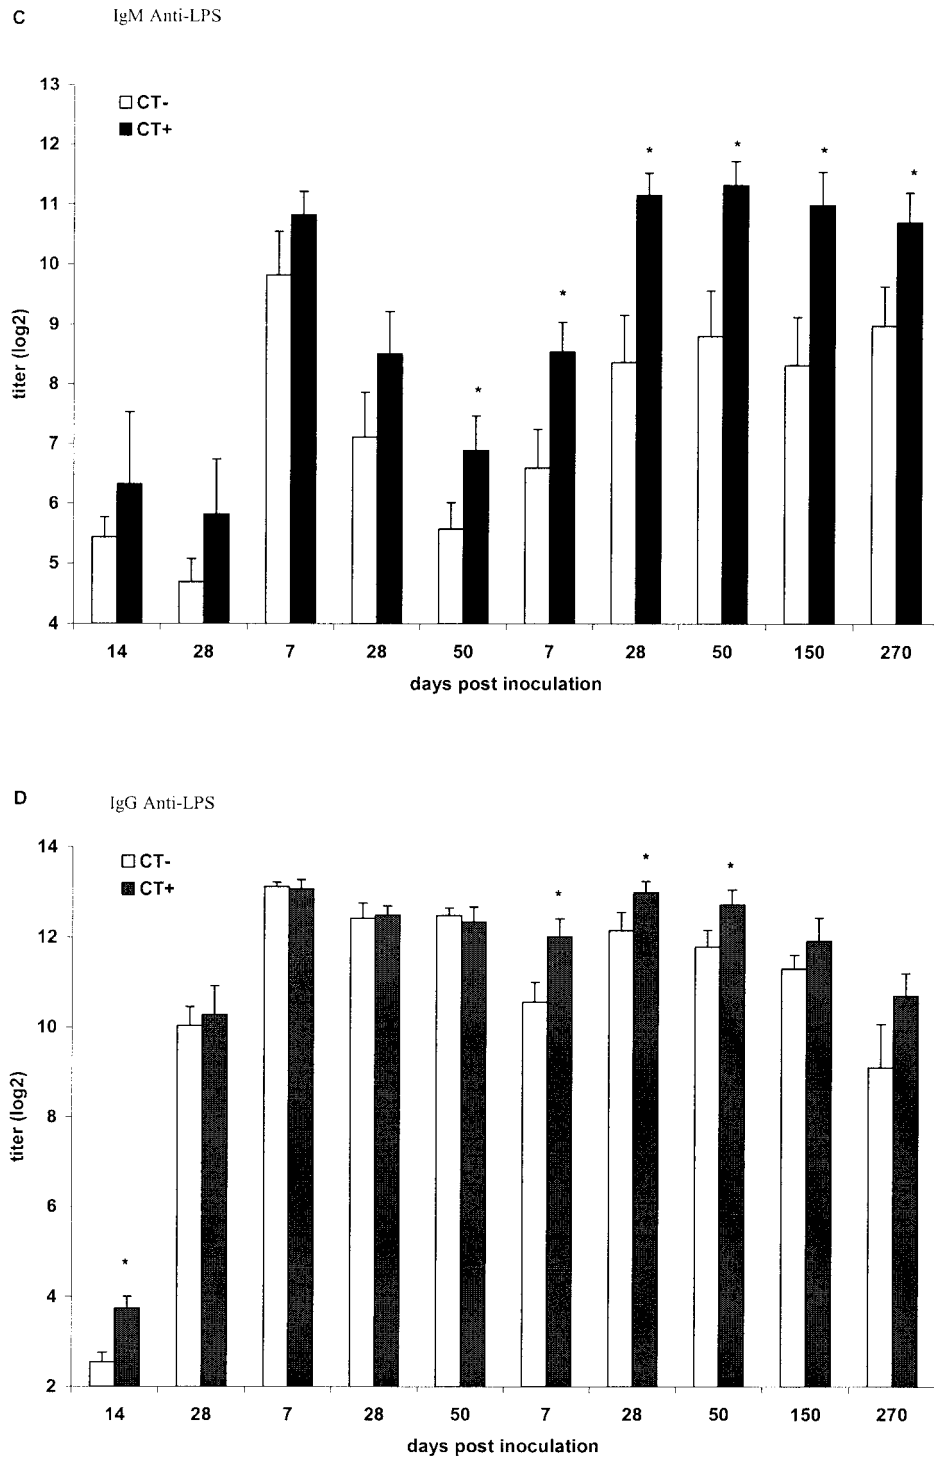 C IgM Anti-LPS
13
CT-
CT+
12
11
10
9
8
7
6
5
4
titer (log2)
* * * * * *
14 28 7 28 50 7 28 50 150 270
days post inoculation
D IgG Anti-LPS
14
CT-
CT+
12
10
8
6
4
2
titer (log2)
* * * *
14 28 7 28 50 7 28 50 150 270
days post inoculation